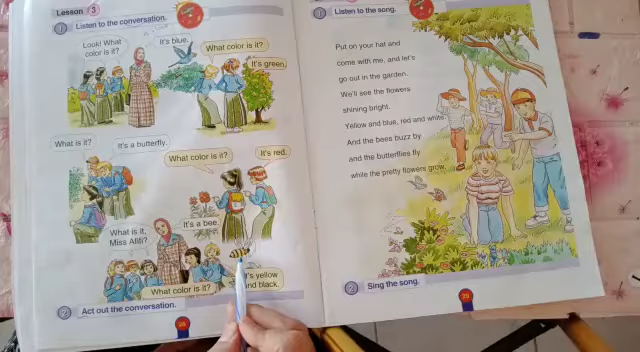 Lesson 3
1 Listen to the conversation.
Look! What
color is it?
It's blue.
What color is it?
It's green.
What is it?
It's a butterfly.
What color is it?
It's red.
What is it,
Miss Afifi?
It's a bee.
What color is it?
It's yellow
and black.
2 Act out the conversation.
28
1 Listen to the song.
Put on your hat and
come with me, and let's
go out in the garden.
We'll see the flowers
shining bright.
Yellow and blue, red and white.
And the bees buzz by
and the butterflies fly
while the pretty flowers grow.
2 Sing the song.
29